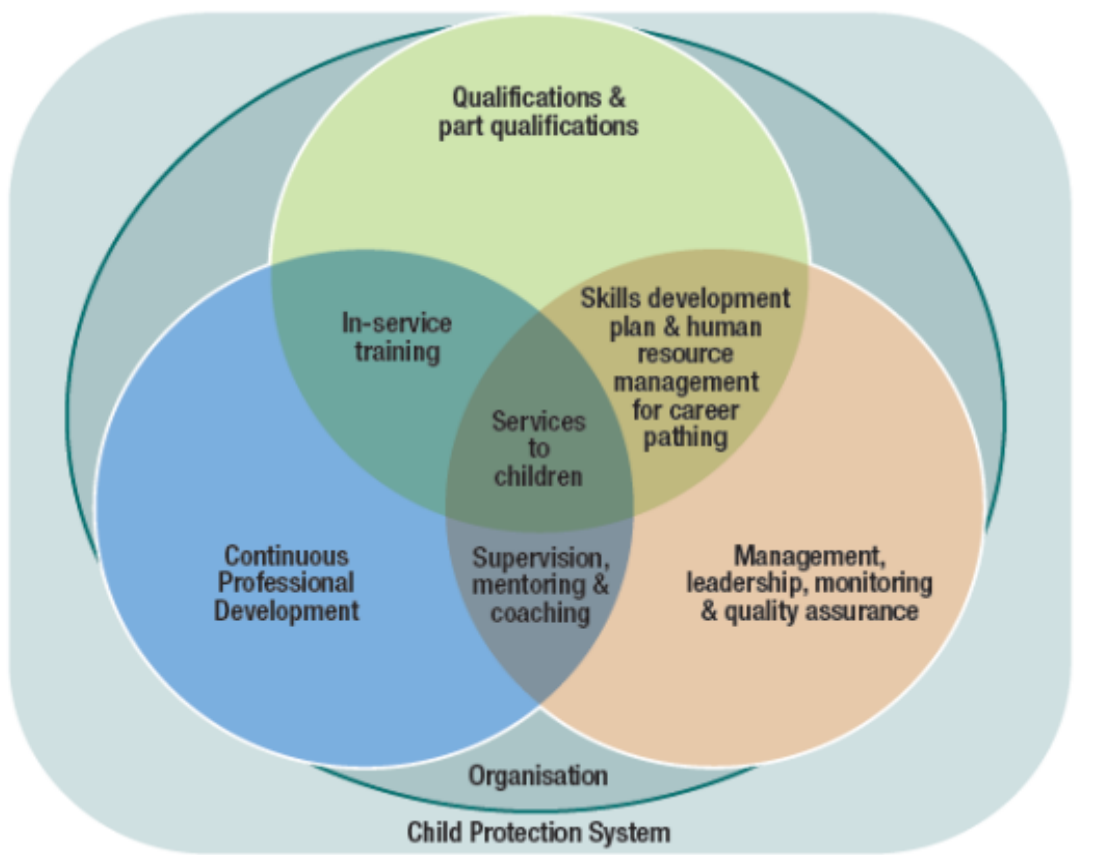 Qualifications &
part qualifications
In-service
training
Skills development
plan & human
resource
management
for career
pathing
Services
to
children
Continuous
Professional
Development
Supervision,
mentoring &
coaching
Management,
leadership, monitoring
& quality assurance
Organisation
Child Protection System